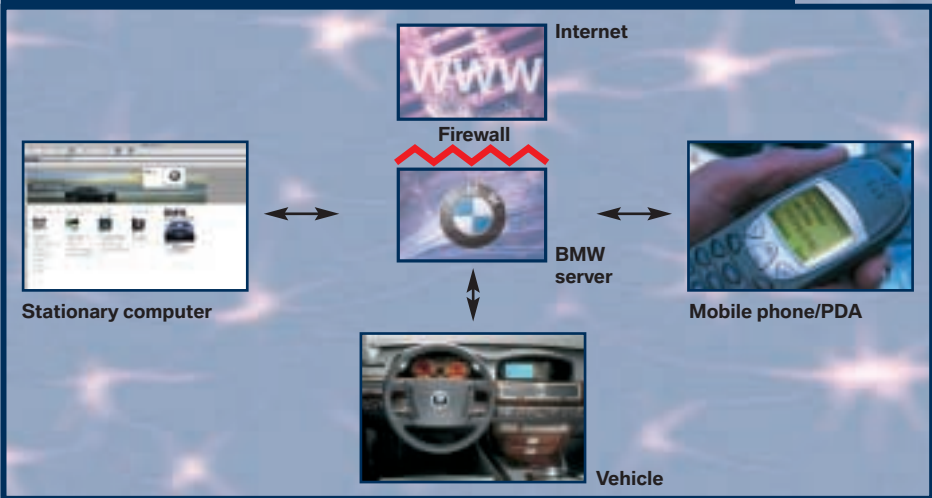 Internet
WWW
Firewall
BMW
server
Stationary computer
Mobile phone/PDA
Vehicle